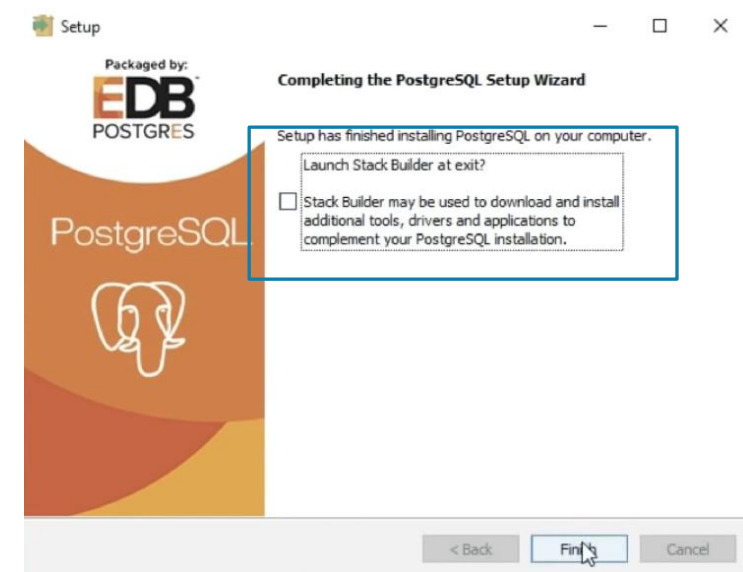 Setup
Packaged by:
EDB
POSTGRES
PostgreSQL
Completing the PostgreSQL Setup Wizard
Setup has finished installing PostgreSQL on your computer.
Launch Stack Builder at exit?
Stack Builder may be used to download and install
additional tools, drivers and applications to
complement your PostgreSQL installation.
< Back
Finish
Cancel